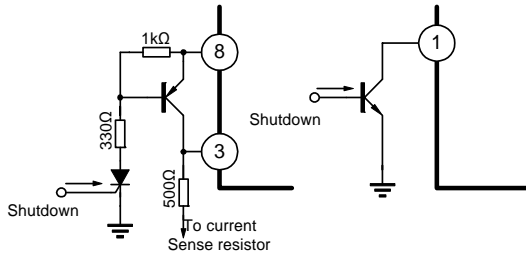 1kΩ
8
1
Shutdown
330Ω
3
500Ω
Shutdown
To current
Sense resistor